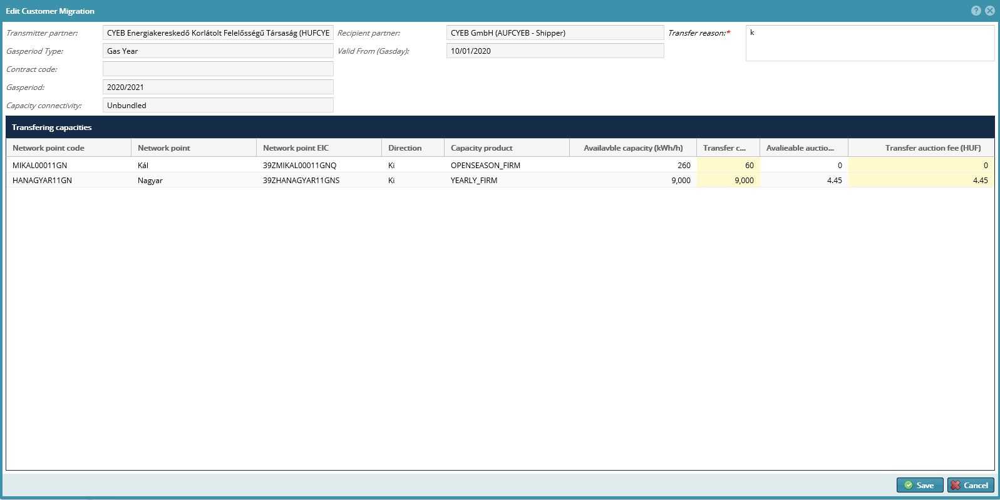 Edit Customer Migration
Transmitter partner: CYEB Energiakereskedő Korlátolt Felelősségű Társaság (HUFCYE Recipient partner: CYEB GmbH (AUFCYEB - Shipper) Transfer reason:* k
Gasperiod Type: Gas Year Valid From (Gasday): 10/01/2020
Contract code:
Gasperiod: 2020/2021
Capacity connectivity: Unbundled
Transfering capacities
Network point code Network point Network point EIC Direction Capacity product Availavble capacity (kWh/h) Transfer c... Avalieable auctio... Transfer auction fee (HUF)
MIKAL00011GN Kál 39ZMIKAL00011GNQ Ki OPENSEASON_FIRM 260 60 0 0
HANAGYAR11GN Nagyar 39ZHANAGYAR11GNS Ki YEARLY_FIRM 9,000 9,000 4.45 4.45
Save Cancel